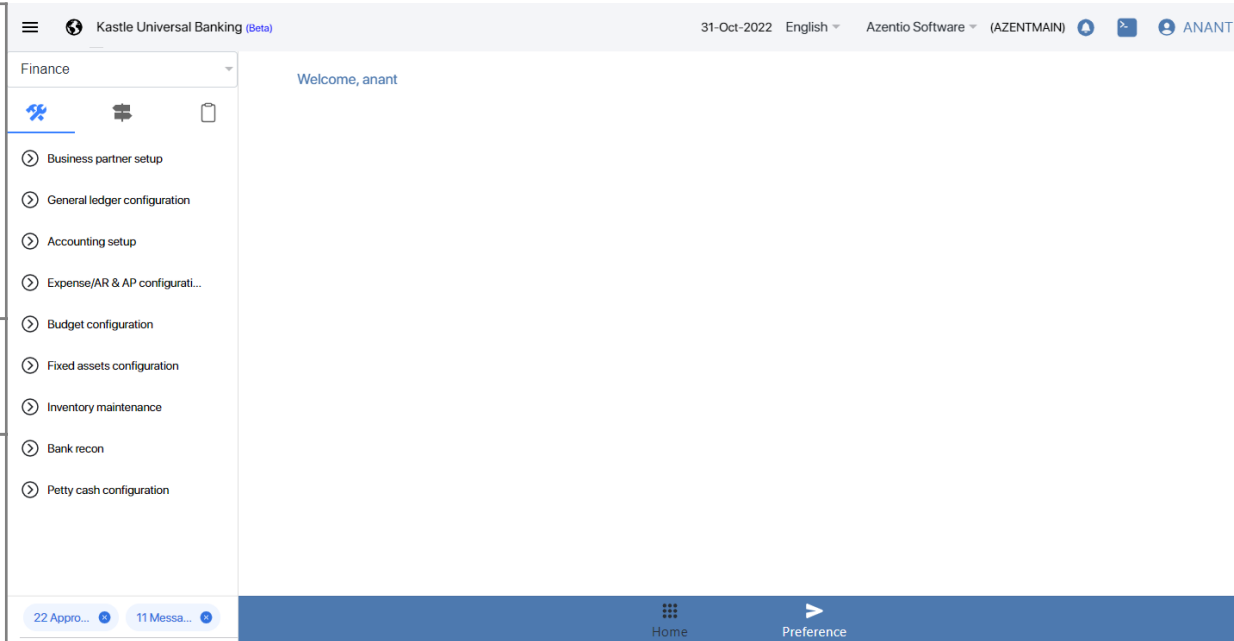 Kastle Universal Banking (Beta)
31-Oct-2022 English Azentio Software (AZENTMAIN) ANANT
Finance
Welcome, anant
Business partner setup
General ledger configuration
Accounting setup
Expense/AR & AP configurati...
Budget configuration
Fixed assets configuration
Inventory maintenance
Bank recon
Petty cash configuration
22 Appro... 11 Messa...
Home Preference